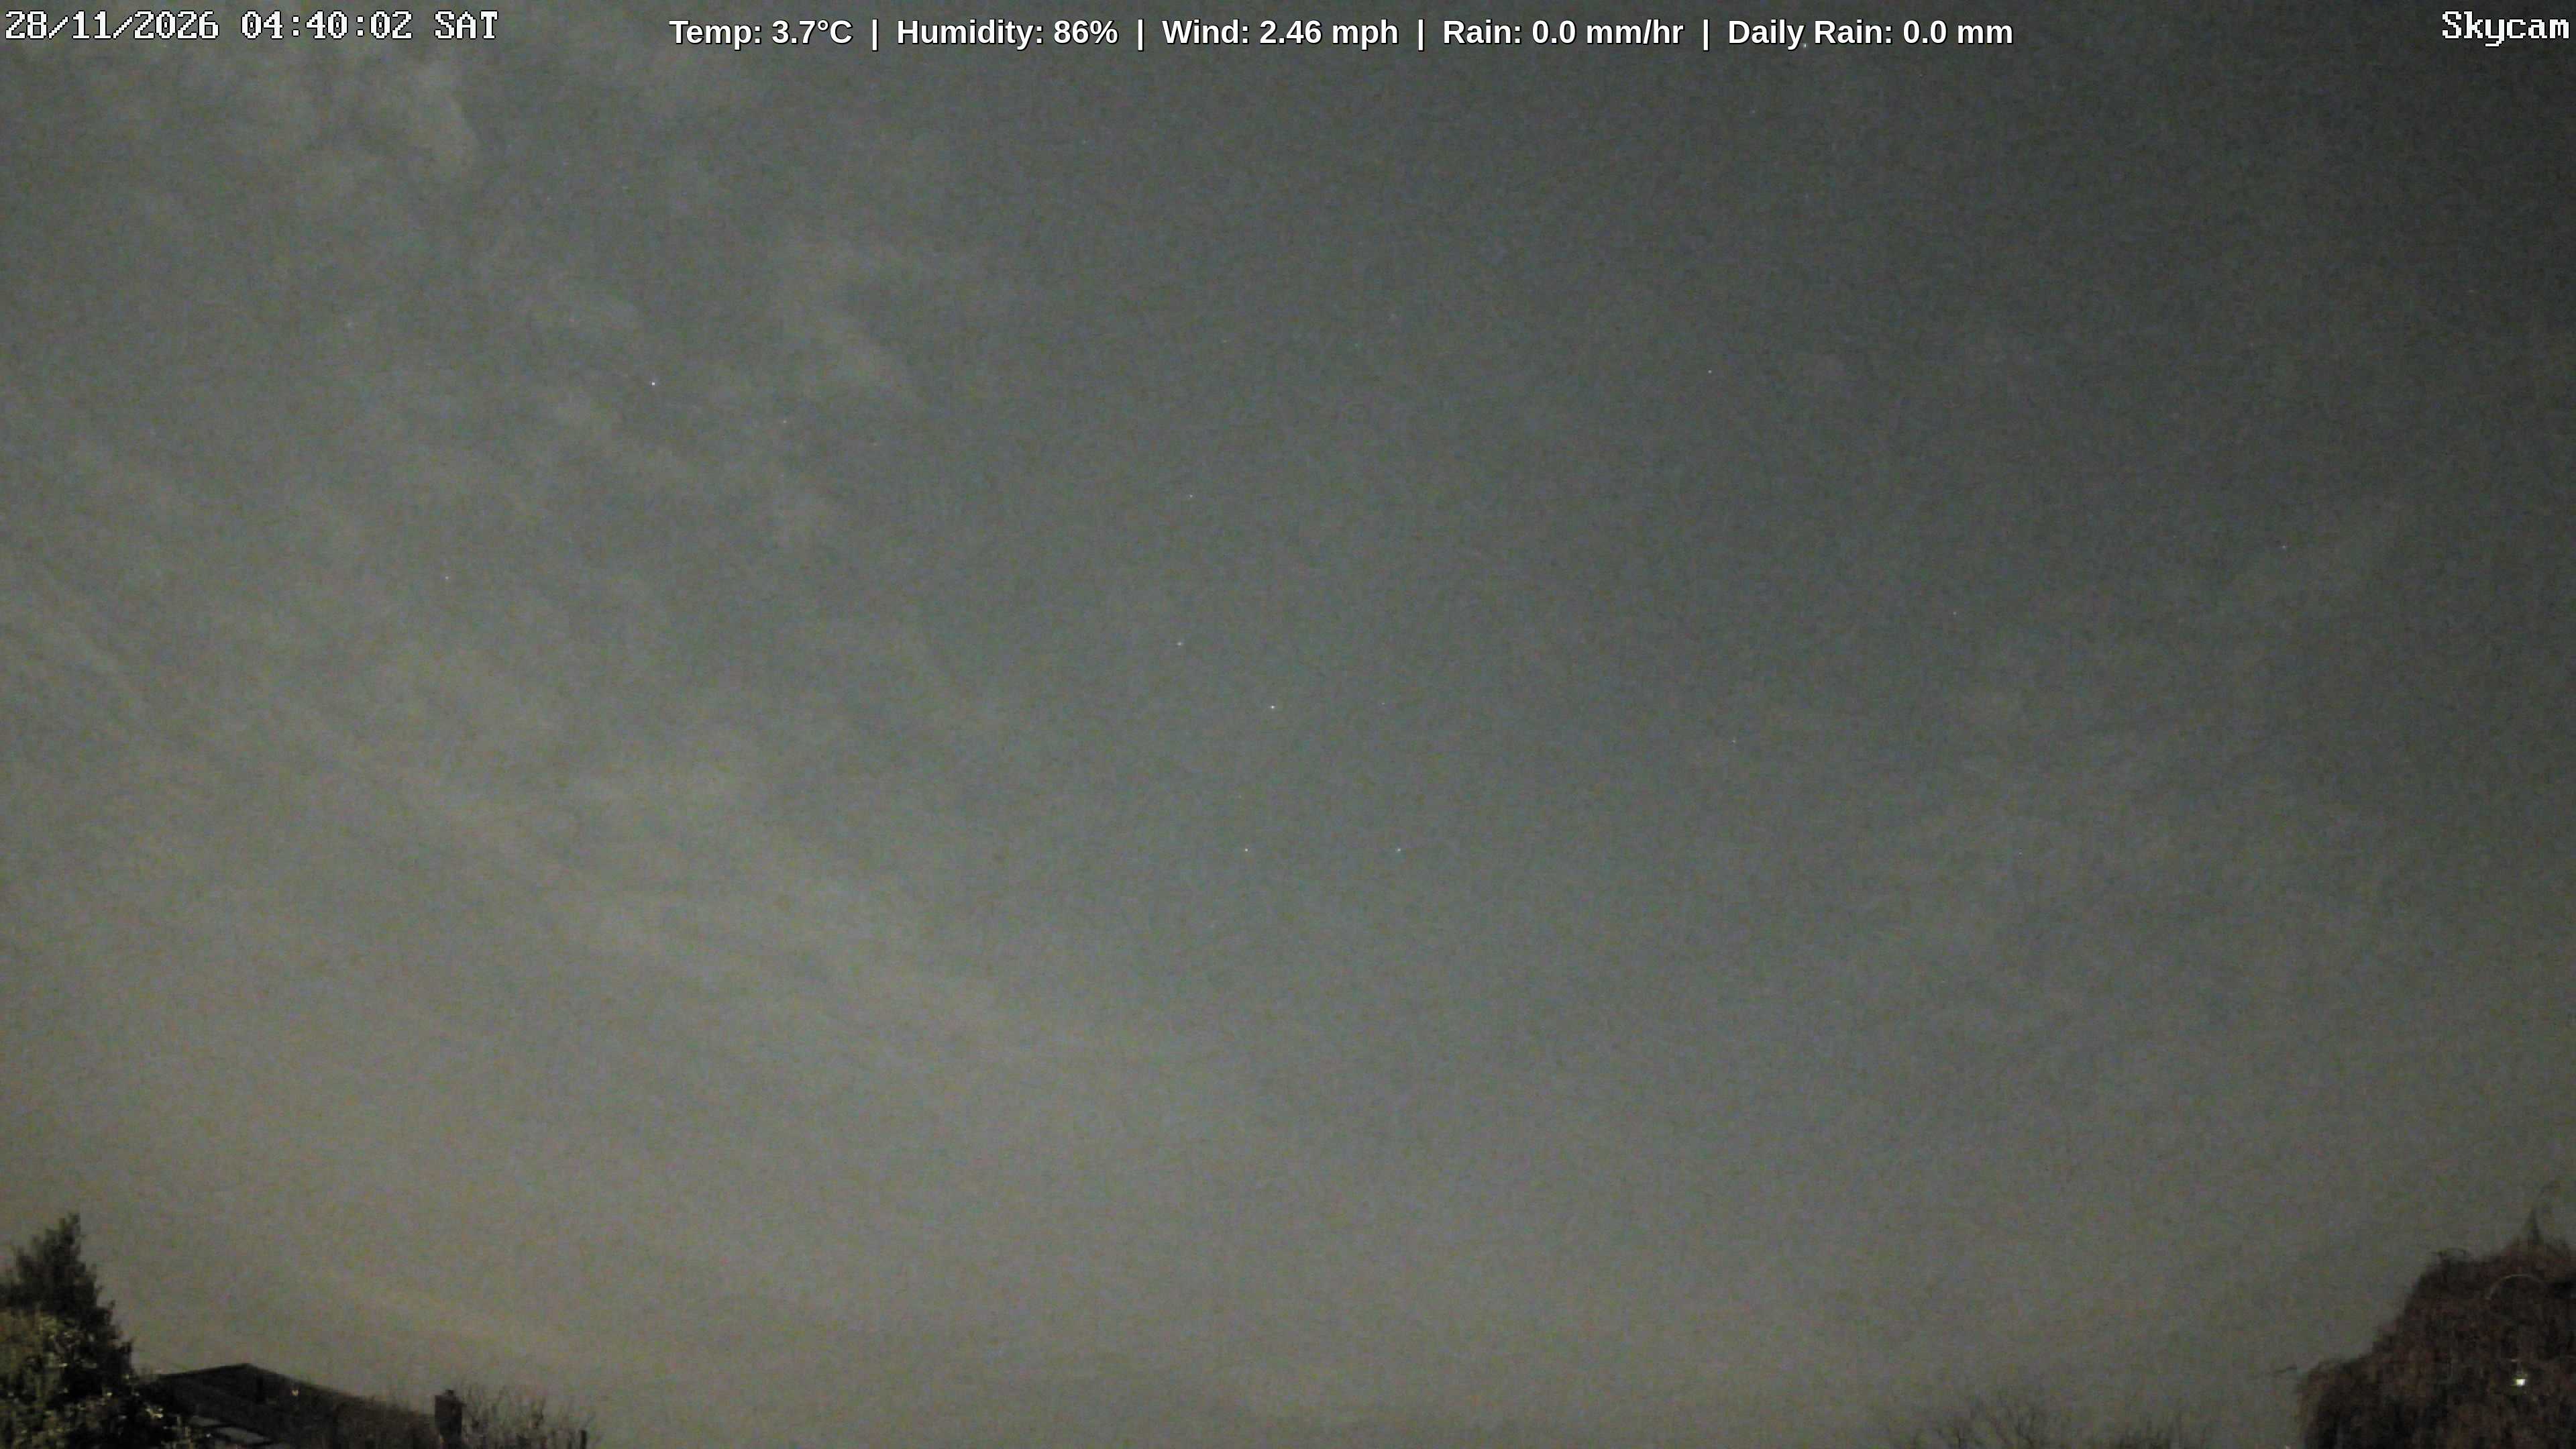 28/11/2026 04:40:02 SAT
Temp: 3.7°C | Humidity: 86% | Wind: 2.46 mph | Rain: 0.0 mm/hr | Daily Rain: 0.0 mm
Skycam